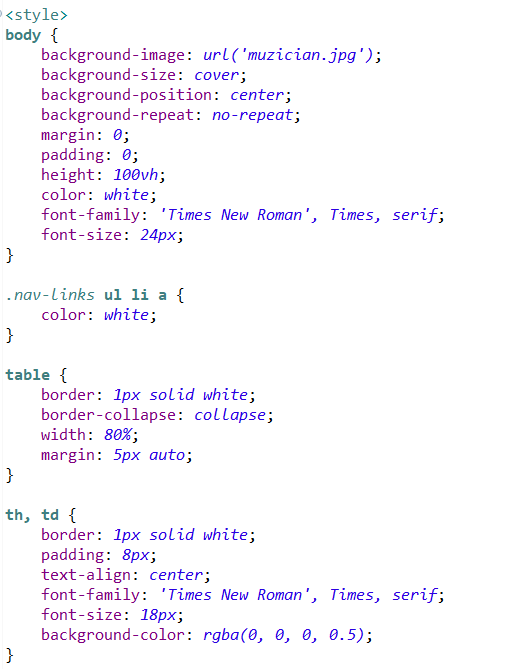 <style>
body {
    background-image: url('muzician.jpg');
    background-size: cover;
    background-position: center;
    background-repeat: no-repeat;
    margin: 0;
    padding: 0;
    height: 100vh;
    color: white;
    font-family: 'Times New Roman', Times, serif;
    font-size: 24px;
}

.nav-links ul li a {
    color: white;
}

table {
    border: 1px solid white;
    border-collapse: collapse;
    width: 80%;
    margin: 5px auto;
}

th, td {
    border: 1px solid white;
    padding: 8px;
    text-align: center;
    font-family: 'Times New Roman', Times, serif;
    font-size: 18px;
    background-color: rgba(0, 0, 0, 0.5);
}